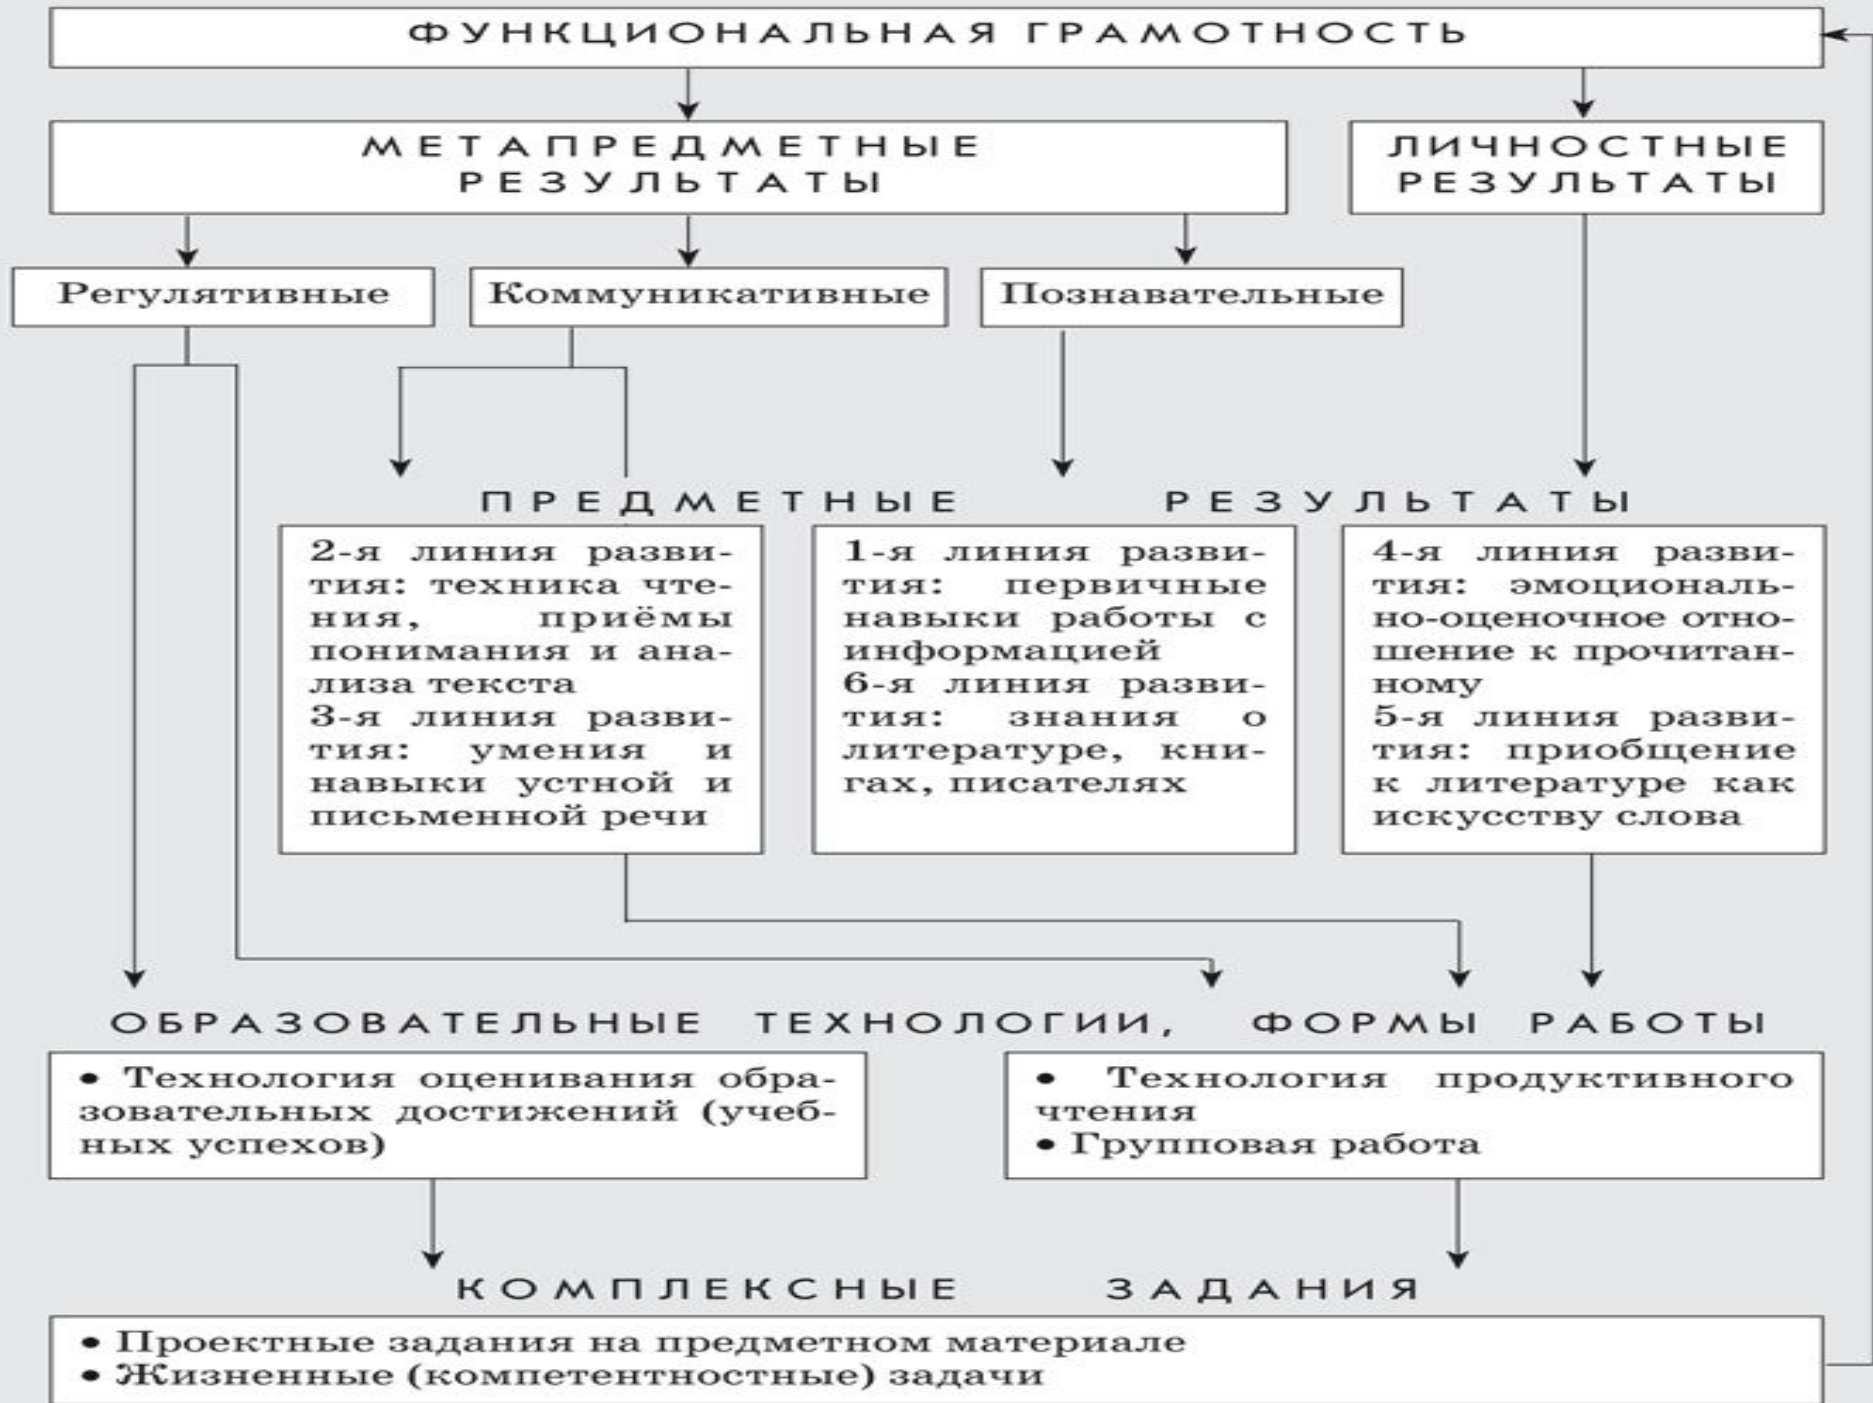 ФУНКЦИОНАЛЬНАЯ ГРАМОТНОСТЬ
МЕТАПРЕДМЕТНЫЕ
РЕЗУЛЬТАТЫ
ЛИЧНОСТНЫЕ
РЕЗУЛЬТАТЫ
Регулятивные
Коммуникативные
Познавательные
ПРЕДМЕТНЫЕ РЕЗУЛЬТАТЫ
2-я линия разви-
тия: техника чте-
ния, приёмы
понимания и ана-
лиза текста
3-я линия разви-
тия: умения и
навыки устной и
письменной речи
1-я линия разви-
тия: первичные
навыки работы с
информацией
6-я линия разви-
тия: знания о
литературе, кни-
гах, писателях
4-я линия разви-
тия: эмоциональ-
но-оценочное отно-
шение к прочитан-
ному
5-я линия разви-
тия: приобщение
к литературе как
искусству слова
ОБРАЗОВАТЕЛЬНЫЕ ТЕХНОЛОГИИ, ФОРМЫ РАБОТЫ
• Технология оценивания обра-
зовательных достижений (учеб-
ных успехов)
• Технология продуктивного
чтения
• Групповая работа
КОМПЛЕКСНЫЕ ЗАДАНИЯ
• Проектные задания на предметном материале
• Жизненные (компетентностные) задачи